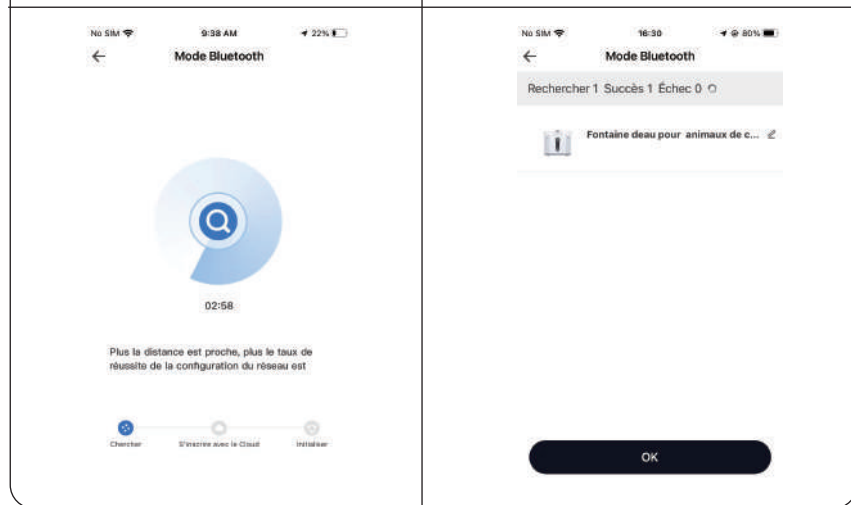 No SIM 9:38 AM 22%
Mode Bluetooth
02:58
Plus la distance est proche, plus le taux de
réussite de la configuration du réseau est
Chercher S'inscrire avec le Cloud Initialiser
No SIM 16:30 80%
Mode Bluetooth
Rechercher 1 Succès 1 Échec 0
Fontaine deau pour animaux de c...
OK